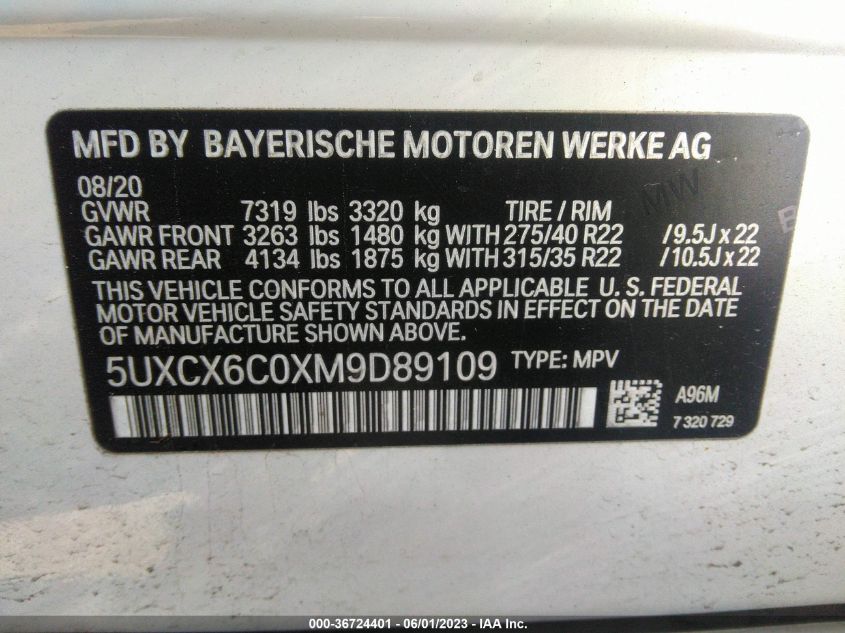 MFD BY BAYERISCHE MOTOREN WERKE AG
08/20
GVWR 7319 lbs 3320 kg TIRE / RIM
GAWR FRONT 3263 lbs 1480 kg WITH 275/40 R22 /9.5J x 22
GAWR REAR 4134 lbs 1875 kg WITH 315/35 R22 /10.5J x 22
THIS VEHICLE CONFORMS TO ALL APPLICABLE U. S. FEDERAL
MOTOR VEHICLE SAFETY STANDARDS IN EFFECT ON THE DATE
OF MANUFACTURE SHOWN ABOVE.
5UXCX6C0XM9D89109 TYPE: MPV
A96M
7 320 729
MW
B
000-36724401 - 06/01/2023 - IAA Inc.